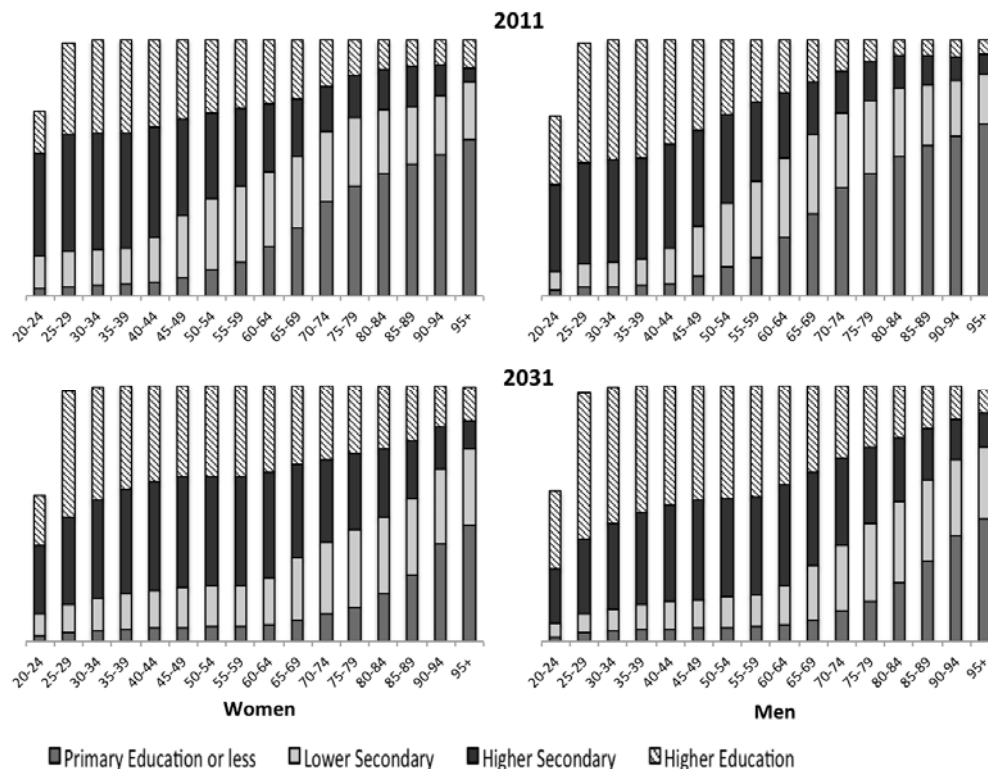 2011
20-24 25-29 30-34 35-39 40-44 45-49 50-54 55-59 60-64 65-69 70-74 75-79 80-84 85-89 90-94 95+
20-24 25-29 30-34 35-39 40-44 45-49 50-54 55-59 60-64 65-69 70-74 75-79 80-84 85-89 90-94 95+
2031
20-24 25-29 30-34 35-39 40-44 45-49 50-54 55-59 60-64 65-69 70-74 75-79 80-84 85-89 90-94 95+
20-24 25-29 30-34 35-39 40-44 45-49 50-54 55-59 60-64 65-69 70-74 75-79 80-84 85-89 90-94 95+
Women Men
Primary Education or less Lower Secondary Higher Secondary Higher Education